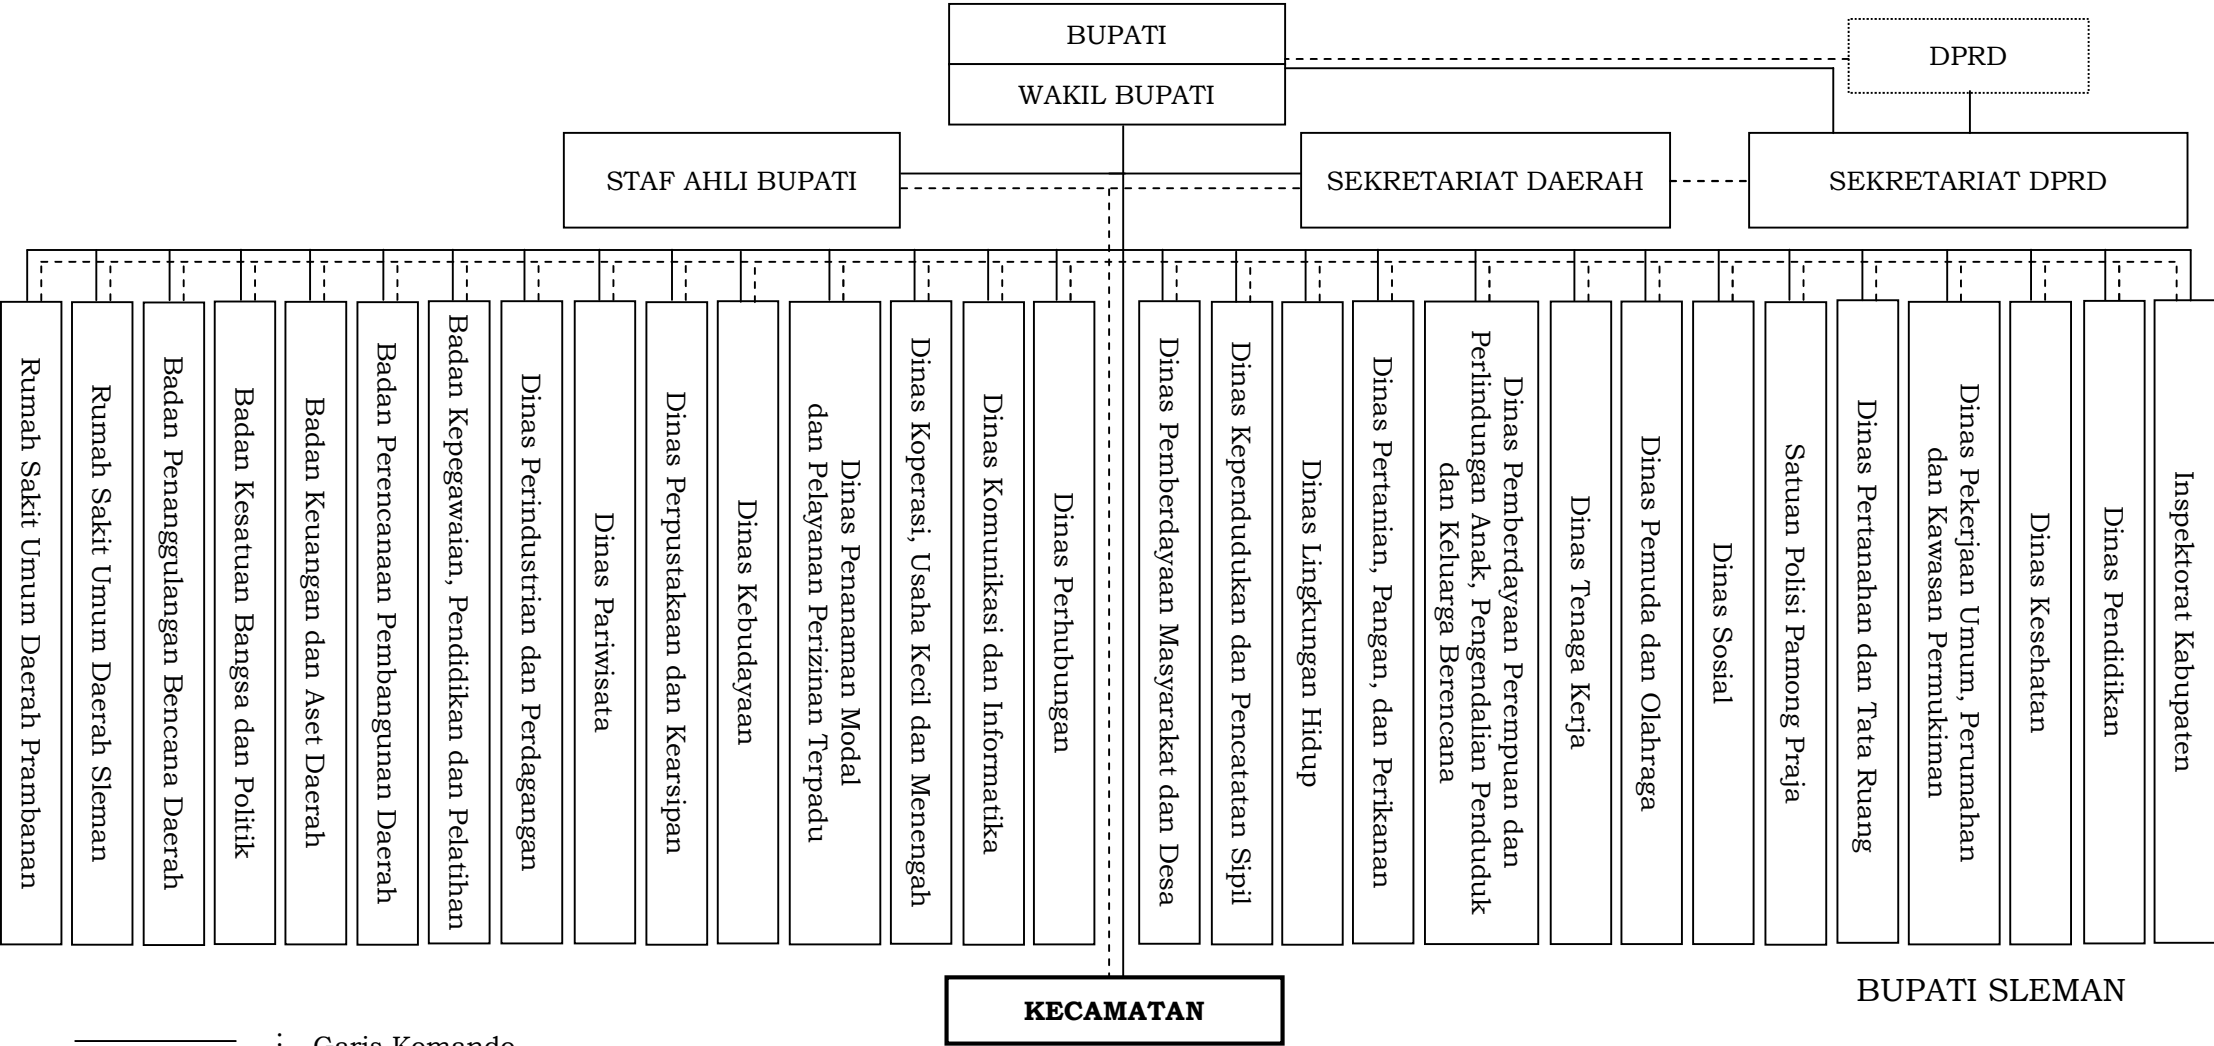 BUPATI
WAKIL BUPATI
DPRD
STAF AHLI BUPATI
SEKRETARIAT DAERAH
SEKRETARIAT DPRD
Rumah Sakit Umum Daerah Prambanan
Rumah Sakit Umum Daerah Sleman
Badan Penanggulangan Bencana Daerah
Badan Kesatuan Bangsa dan Politik
Badan Keuangan dan Aset Daerah
Badan Perencanaan Pembangunan Daerah
Badan Kepegawaian, Pendidikan dan Pelatihan
Dinas Perindustrian dan Perdagangan
Dinas Pariwisata
Dinas Perpustakaan dan Kearsipan
Dinas Kebudayaan
Dinas Penanaman Modal
dan Pelayanan Perizinan Terpadu
Dinas Koperasi, Usaha Kecil dan Menengah
Dinas Komunikasi dan Informatika
Dinas Perhubungan
Dinas Pemberdayaan Masyarakat dan Desa
Dinas Kependudukan dan Pencatatan Sipil
Dinas Lingkungan Hidup
Dinas Pertanian, Pangan, dan Perikanan
Dinas Pemberdayaan Perempuan dan
Perlindungan Anak, Pengendalian Penduduk
dan Keluarga Berencana
Dinas Tenaga Kerja
Dinas Pemuda dan Olahraga
Dinas Sosial
Satuan Polisi Pamong Praja
Dinas Pertanahan dan Tata Ruang
Dinas Pekerjaan Umum, Perumahan
dan Kawasan Permukiman
Dinas Kesehatan
Dinas Pendidikan
Inspektorat Kabupaten
KECAMATAN
BUPATI SLEMAN
: Garis Komando